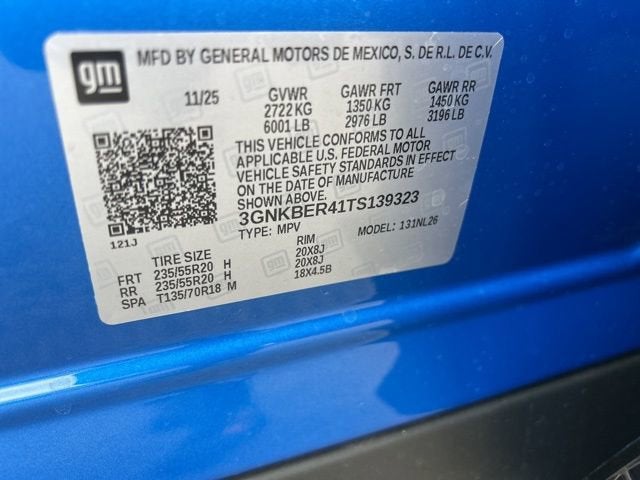 gm
MFD BY GENERAL MOTORS DE MEXICO, S. DE R.L. DE C.V.
11/25 GVWR GAWR FRT GAWR RR
2722 KG 1350 KG 1450 KG
6001 LB 2976 LB 3196 LB
THIS VEHICLE CONFORMS TO ALL
APPLICABLE U.S. FEDERAL MOTOR
VEHICLE SAFETY STANDARDS IN EFFECT
ON THE DATE OF MANUFACTURE
SHOWN ABOVE.
3GNKBER41TS139323
TYPE: MPV MODEL: 131NL26
121J
TIRE SIZE RIM
FRT 235/55R20 H 20X8J
RR 235/55R20 H 20X8J
SPA T135/70R18 M 18X4.5B